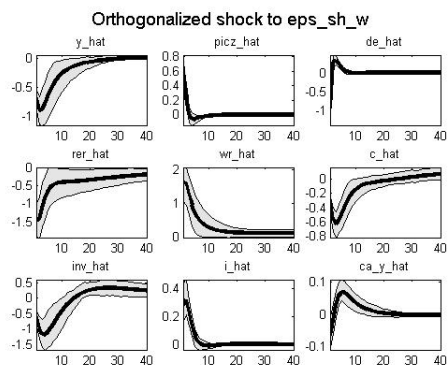 Orthogonalized shock to eps_sh_w
y_hat picz_hat de_hat
0 -0.5 -1
0.8 0.6 0.4 0.2 0
0.5 0 -0.5
10 20 30 40 10 20 30 40 10 20 30 40
rer_hat wr_hat c_hat
0 -0.5 -1 -1.5
2 1 0
0 -0.2 -0.4 -0.6 -0.8
10 20 30 40 10 20 30 40 10 20 30 40
inv_hat i_hat ca_y_hat
0.5 0 -0.5 -1 -1.5
0.4 0.2 0
0.1 0 -0.1
10 20 30 40 10 20 30 40 10 20 30 40